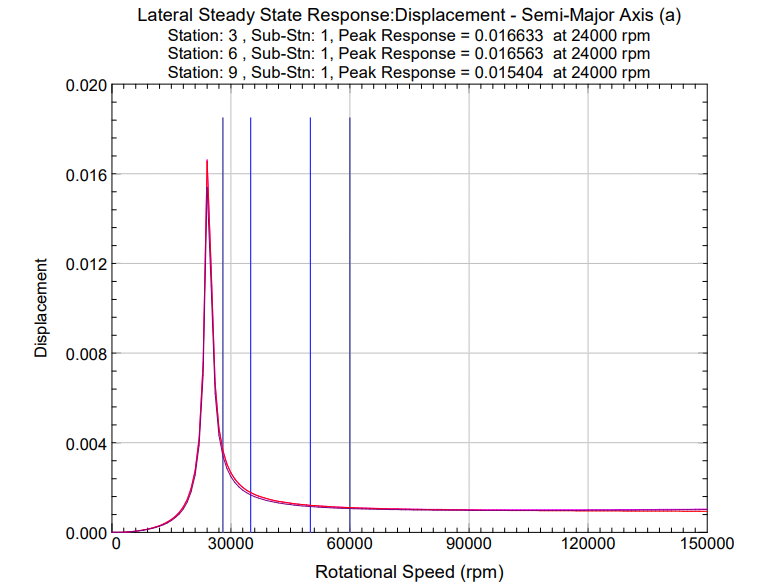 Lateral Steady State Response:Displacement - Semi-Major Axis (a)
Station: 3 , Sub-Stn: 1, Peak Response = 0.016633 at 24000 rpm
Station: 6 , Sub-Stn: 1, Peak Response = 0.016563 at 24000 rpm
Station: 9 , Sub-Stn: 1, Peak Response = 0.015404 at 24000 rpm
0.020
0.016
0.012
0.008
0.004
0.000
Displacement
0 30000 60000 90000 120000 150000
Rotational Speed (rpm)